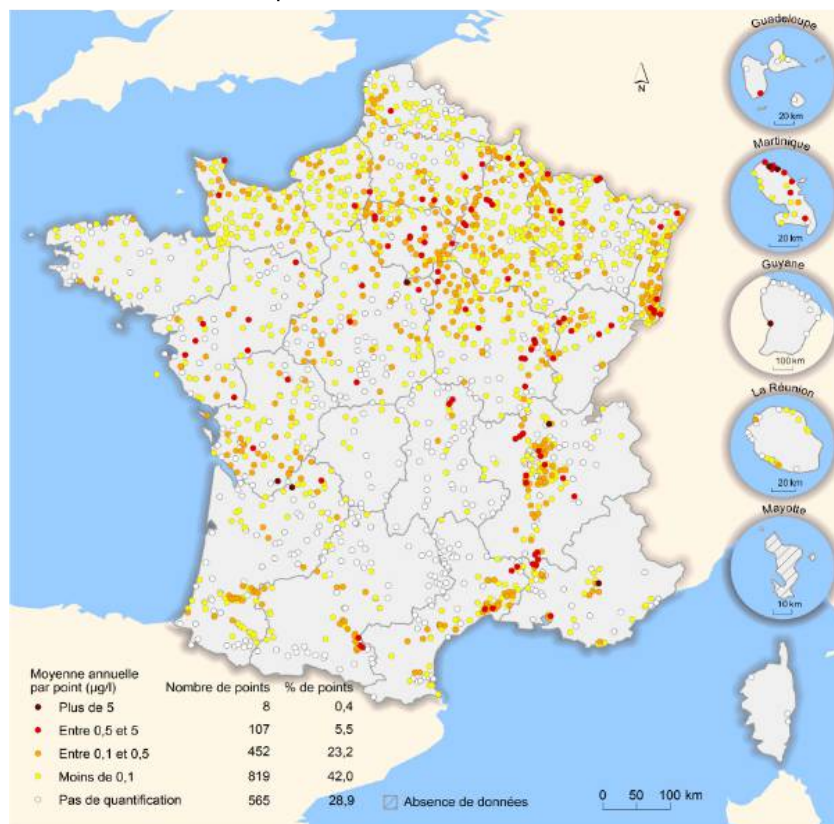 Guadeloupe
N
20 km
Martinique
20 km
Guyane
100 km
La Réunion
20 km
Mayotte
10 km
Moyenne annuelle
par point (µg/l) Nombre de points % de points
Plus de 5 8 0,4
Entre 0,5 et 5 107 5,5
Entre 0,1 et 0,5 452 23,2
Moins de 0,1 819 42,0
Pas de quantification 565 28,9 Absence de données
0 50 100 km